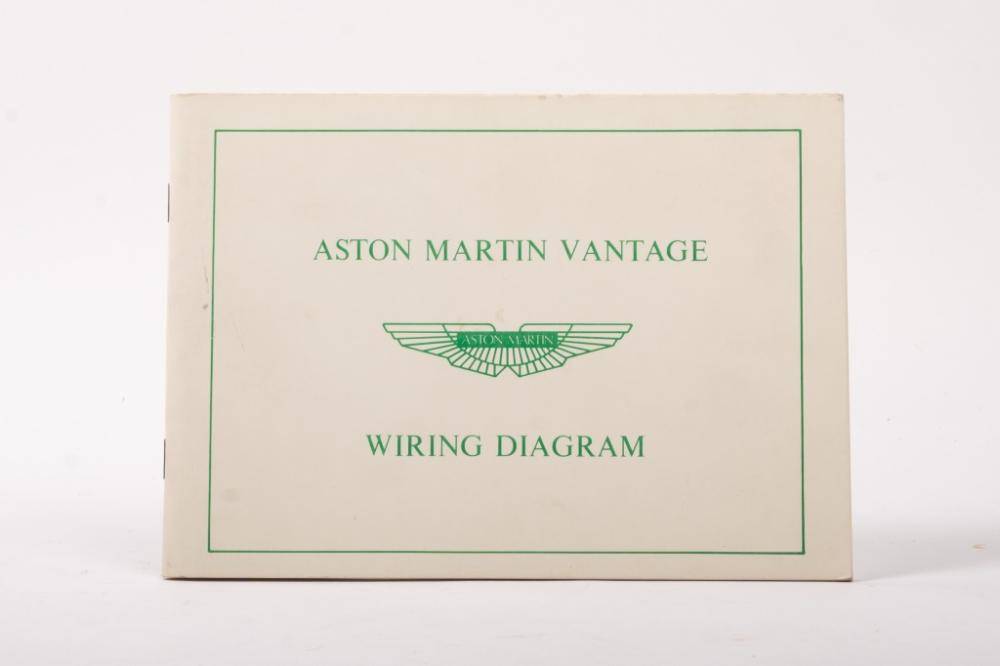 ASTON MARTIN VANTAGE
ASTON MARTIN
WIRING DIAGRAM